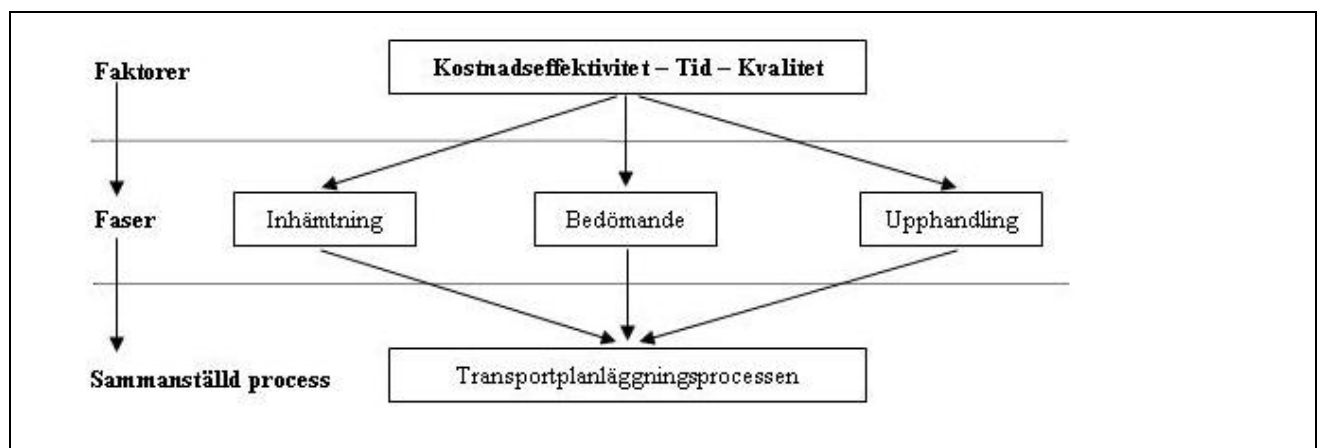 Faktorer
Kostnadseffektivitet – Tid – Kvalitet
Faser
Inhämtning
Bedömande
Upphandling
Sammanställd process
Transportplanläggningsprocessen